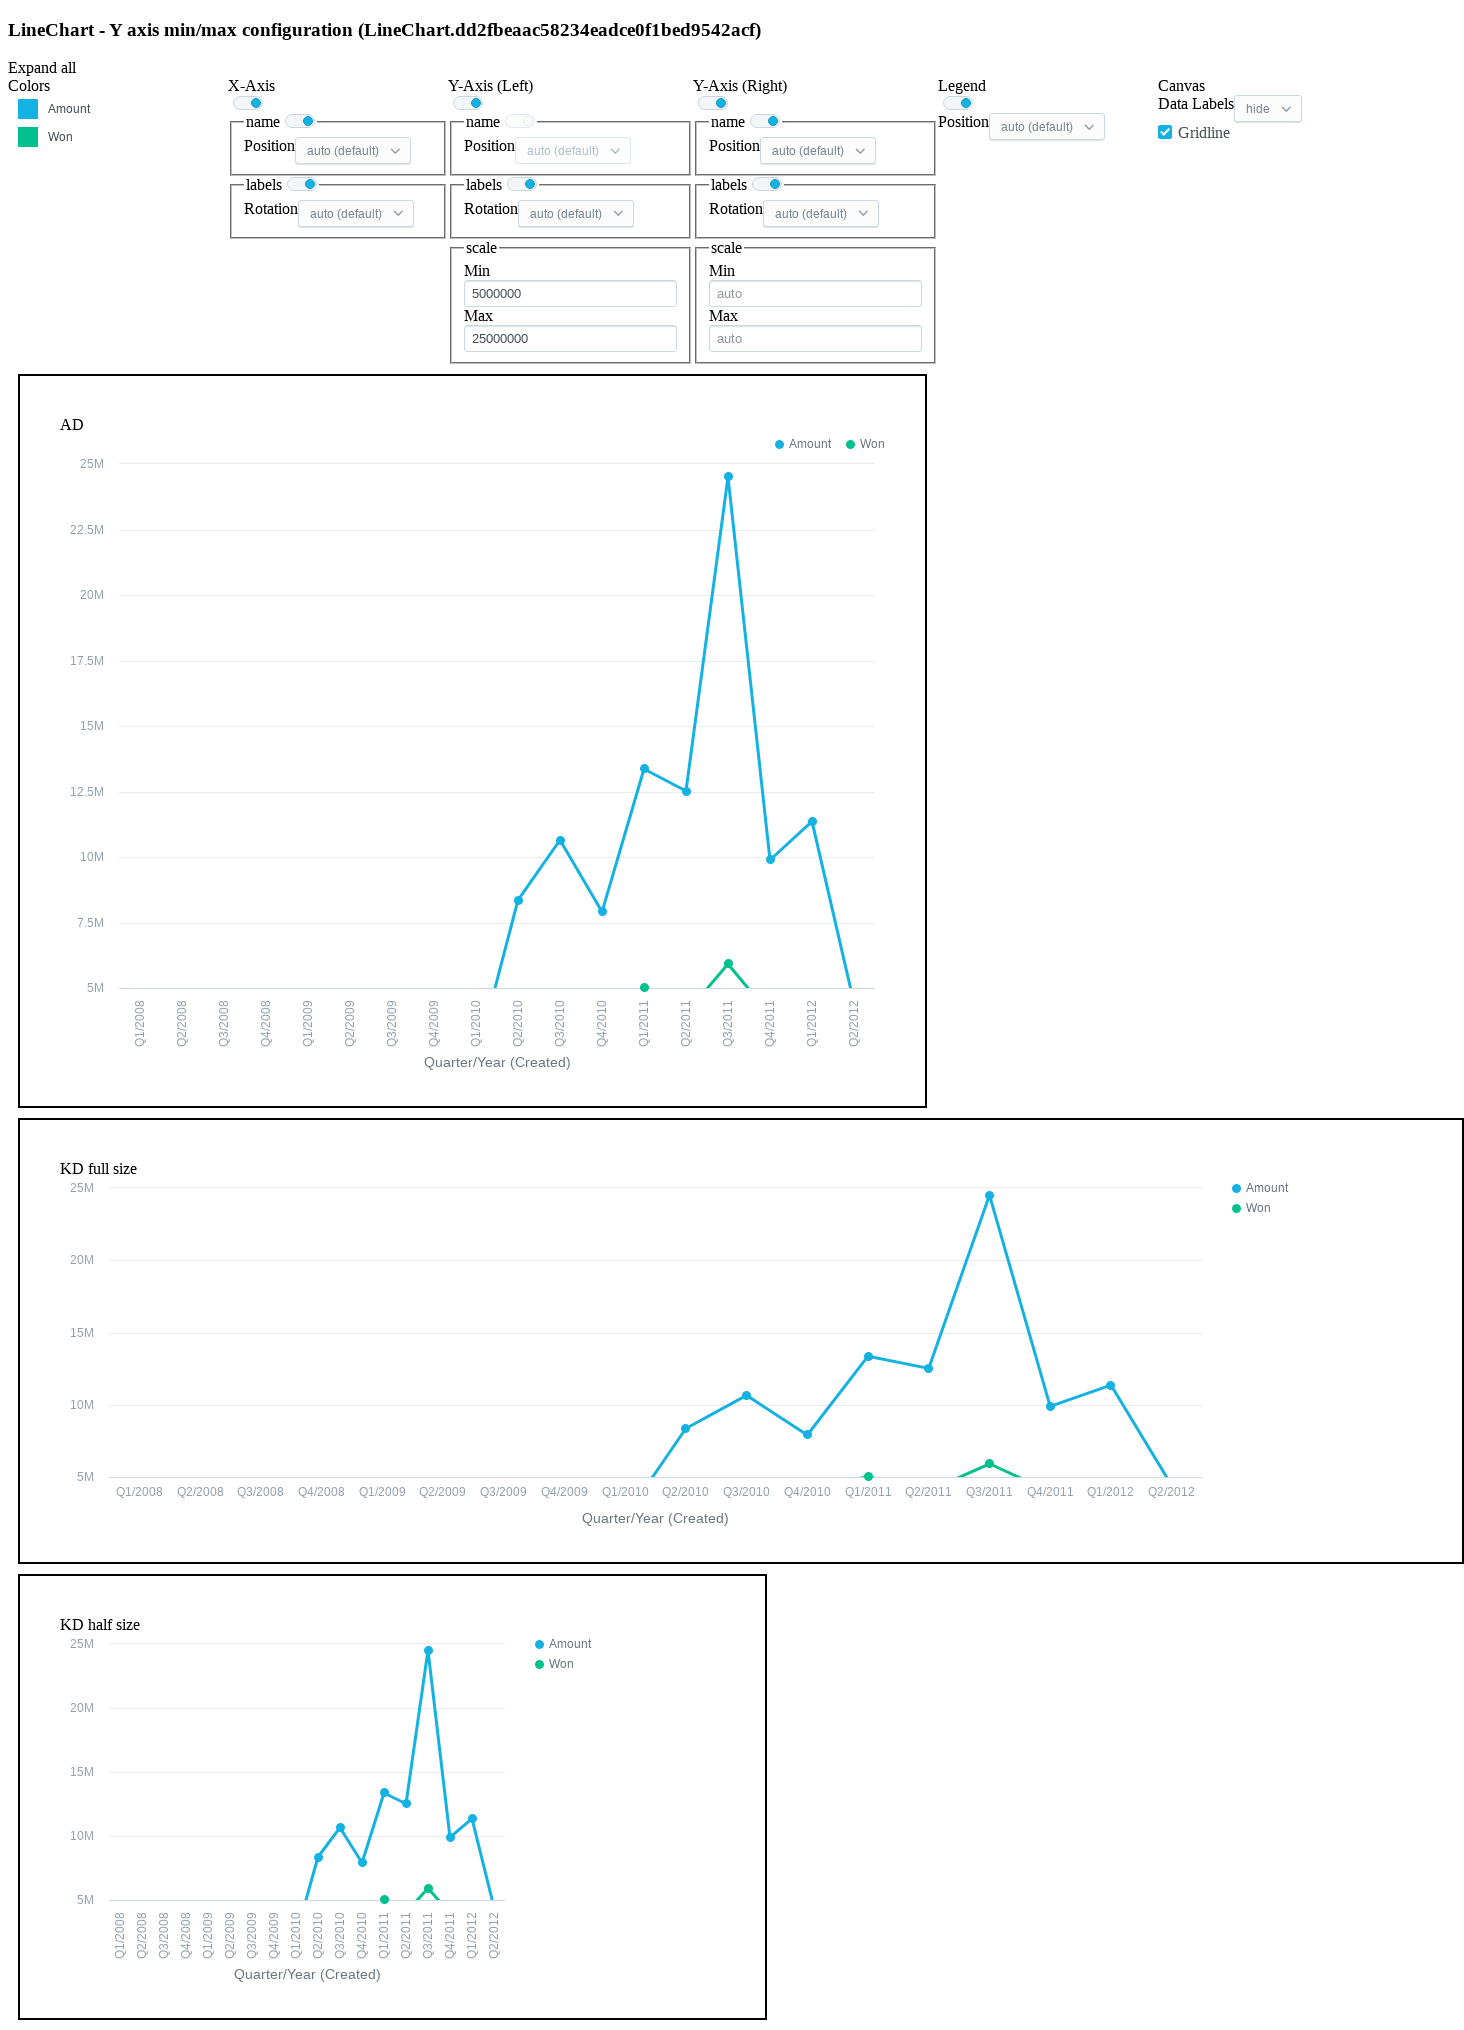 LineChart - Y axis min/max configuration (LineChart.dd2fbeaac58234eadce0f1bed9542acf)
Expand all
Colors
Amount
Won
X-Axis
name
Position auto (default)
labels
Rotation auto (default)
Y-Axis (Left)
name
Position auto (default)
labels
Rotation auto (default)
scale
Min
5000000
Max
25000000
Y-Axis (Right)
name
Position auto (default)
labels
Rotation auto (default)
scale
Min
auto
Max
auto
Legend
Position auto (default)
Canvas
Data Labels hide
Gridline
AD
Amount Won
25M
22.5M
20M
17.5M
15M
12.5M
10M
7.5M
5M
Q1/2008 Q2/2008 Q3/2008 Q4/2008 Q1/2009 Q2/2009 Q3/2009 Q4/2009 Q1/2010 Q2/2010 Q3/2010 Q4/2010 Q1/2011 Q2/2011 Q3/2011 Q4/2011 Q1/2012 Q2/2012
Quarter/Year (Created)
KD full size
Amount
Won
25M
20M
15M
10M
5M
Q1/2008 Q2/2008 Q3/2008 Q4/2008 Q1/2009 Q2/2009 Q3/2009 Q4/2009 Q1/2010 Q2/2010 Q3/2010 Q4/2010 Q1/2011 Q2/2011 Q3/2011 Q4/2011 Q1/2012 Q2/2012
Quarter/Year (Created)
KD half size
Amount
Won
25M
20M
15M
10M
5M
Q1/2008 Q2/2008 Q3/2008 Q4/2008 Q1/2009 Q2/2009 Q3/2009 Q4/2009 Q1/2010 Q2/2010 Q3/2010 Q4/2010 Q1/2011 Q2/2011 Q3/2011 Q4/2011 Q1/2012 Q2/2012
Quarter/Year (Created)